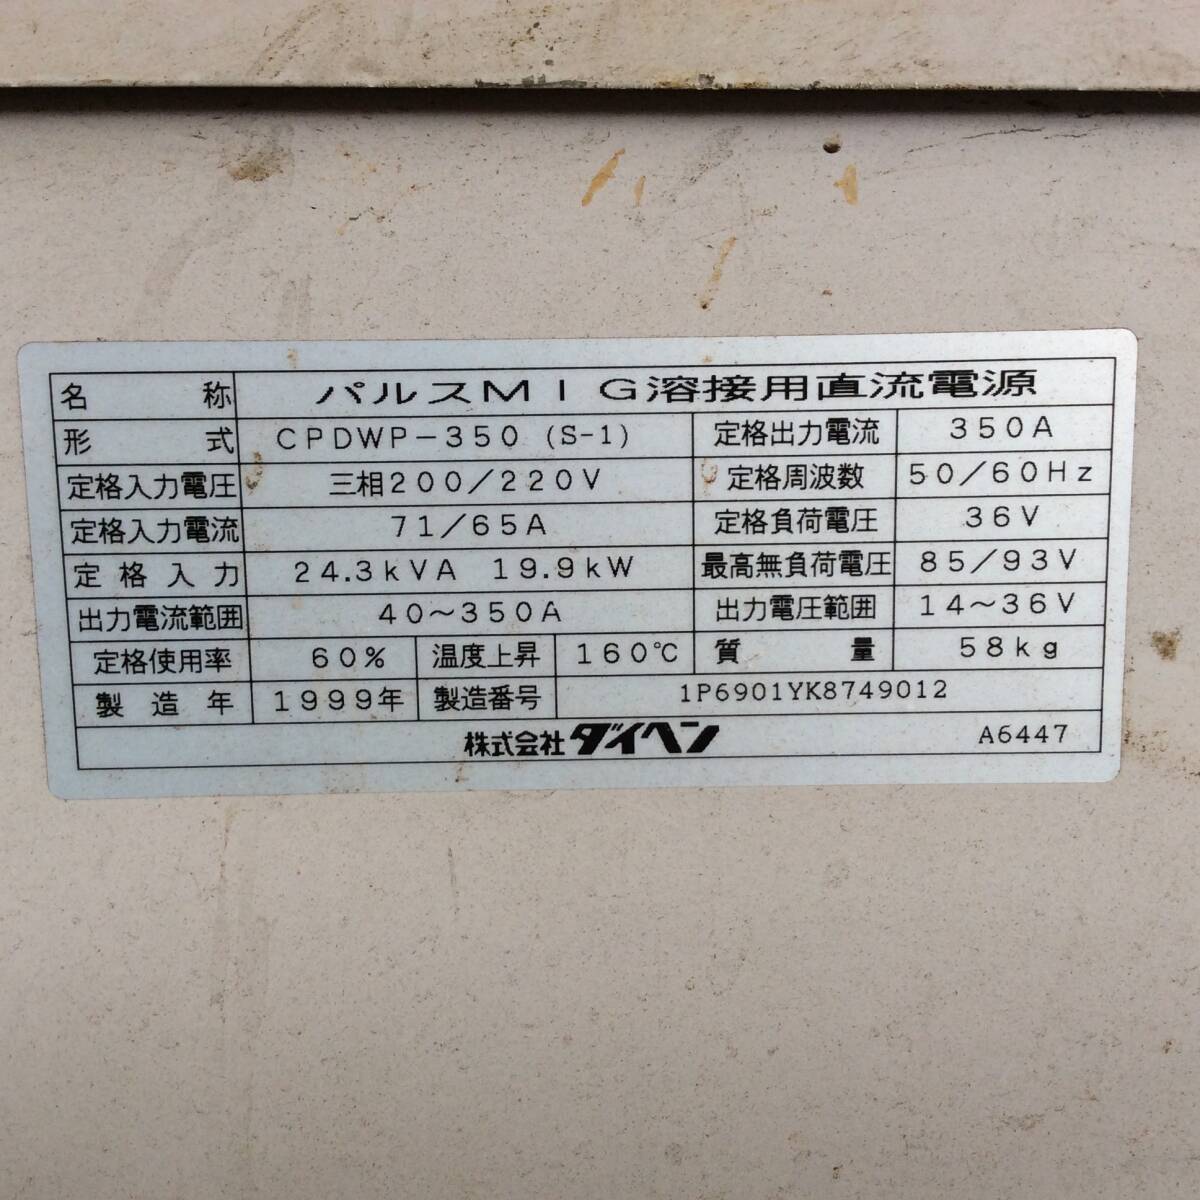 名称 パルスMIG溶接用直流電源
形式 CPDWP-350 (S-1) 定格出力電流 350A
定格入力電圧 三相200/220V 定格周波数 50/60Hz
定格入力電流 71/65A 定格負荷電圧 36V
定格入力 24.3kVA 19.9kW 最高無負荷電圧 85/93V
出力電流範囲 40～350A 出力電圧範囲 14～36V
定格使用率 60% 温度上昇 160℃ 質量 58kg
製造年 1999年 製造番号 1P6901YK8749012
株式会社ダイヘン A6447